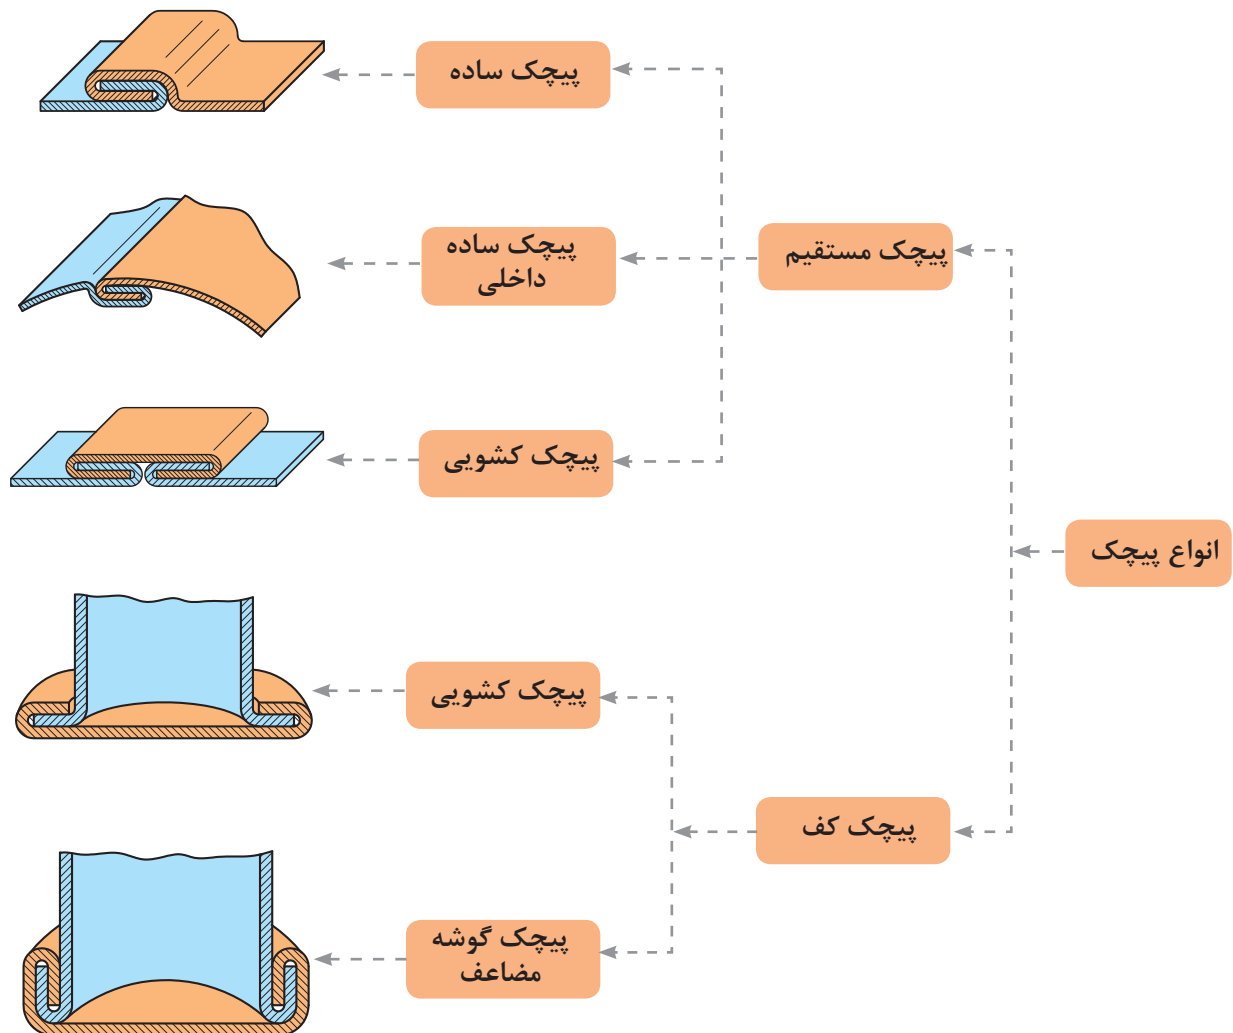 انواع پیچک
پیچک مستقیم
پیچک ساده
پیچک ساده
داخلی
پیچک کشویی
پیچک کف
پیچک کشویی
پیچک گوشه
مضاعف